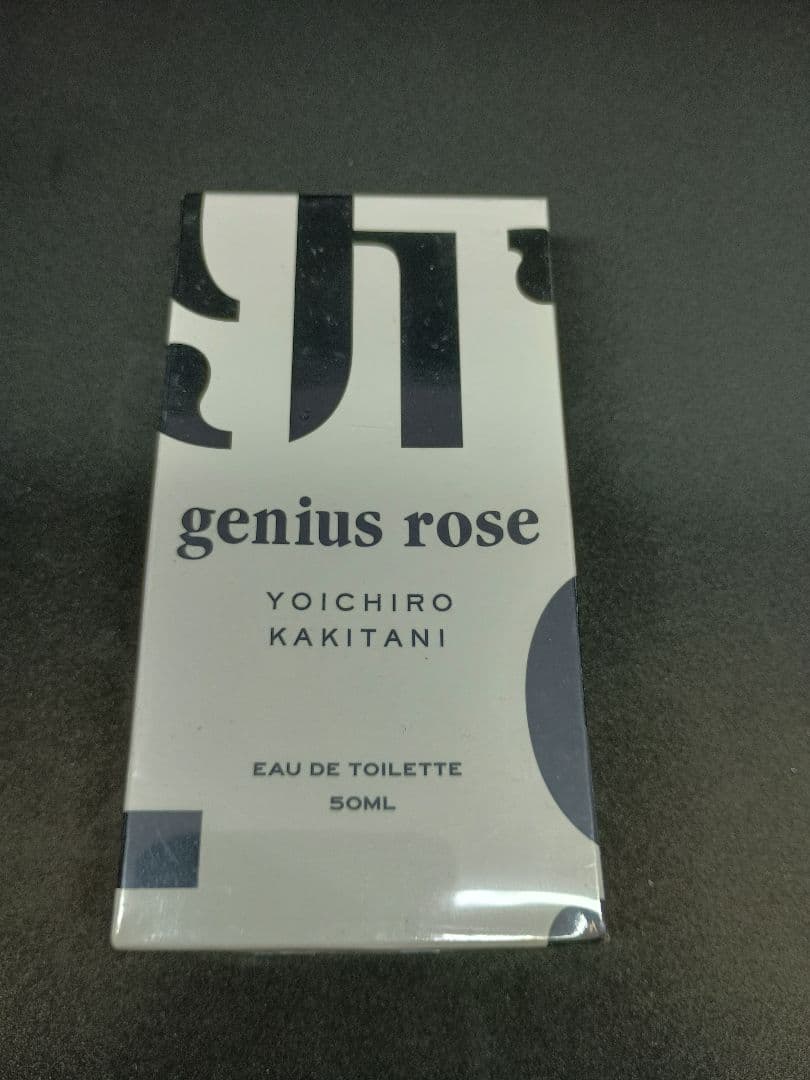 genius rose
YOICHIRO
KAKITANI
EAU DE TOILETTE
50ML